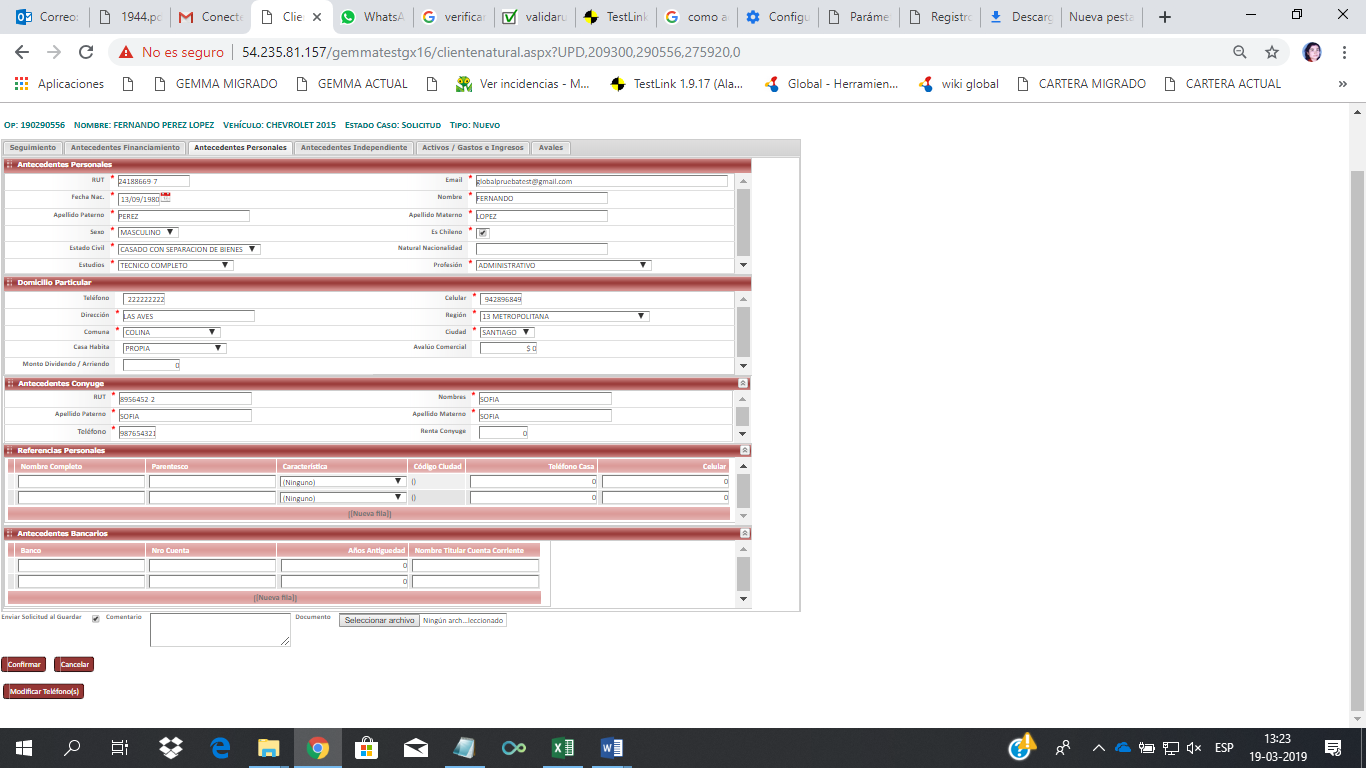 Correo: 1944.pd Conecte Clien WhatsA verificar validaru TestLink como a Configu Parámet Registro Descarg Nueva pesta
No es seguro | 54.235.81.157/gemmatestgx16/clientenatural.aspx?UPD,209300,290556,275920,0
Aplicaciones GEMMA MIGRADO GEMMA ACTUAL Ver incidencias - M... TestLink 1.9.17 (Ala... Global - Herramien... wiki global CARTERA MIGRADO CARTERA ACTUAL »
OP: 190290556 NOMBRE: FERNANDO PEREZ LOPEZ VEHÍCULO: CHEVROLET 2015 ESTADO CASO: SOLICITUD TIPO: NUEVO
Seguimiento Antecedentes Financiamiento Antecedentes Personales Antecedentes Independiente Activos / Gastos e Ingresos Avales
Antecedentes Personales
RUT * 24188669 7 Email * globalpruebatest@gmail.com
Fecha Nac. * 13/09/1980 Nombre * FERNANDO
Apellido Paterno * PEREZ Apellido Materno * LOPEZ
Sexo * MASCULINO Es Chileno *
Estado Civil * CASADO CON SEPARACION DE BIENES Natural Nacionalidad
Estudios * TECNICO COMPLETO Profesión * ADMINISTRATIVO
Domicilio Particular
Teléfono 222222222 Celular * 942896849
Dirección * LAS AVES Región * 13 METROPOLITANA
Comuna * COLINA Ciudad * SANTIAGO
Casa Habita * PROPIA Avalúo Comercial $ 0
Monto Dividendo / Arriendo 0
Antecedentes Conyuge
RUT * 8956452 2 Nombres * SOFIA
Apellido Paterno * SOFIA Apellido Materno * SOFIA
Teléfono * 987654321 Renta Conyuge 0
Referencias Personales
Nombre Completo Parentesco Característica Código Ciudad Teléfono Casa Celular
(Ninguno) () 0 0
(Ninguno) () 0 0
[[Nueva fila]]
Antecedentes Bancarios
Banco Nro Cuenta Años Antiguedad Nombre Titular Cuenta Corriente
0
0
[[Nueva fila]]
Enviar Solicitud al Guardar Comentario Documento Seleccionar archivo Ningún arch...leccionado
Confirmar Cancelar
Modificar Teléfono(s)
ESP 13:23
19-03-2019